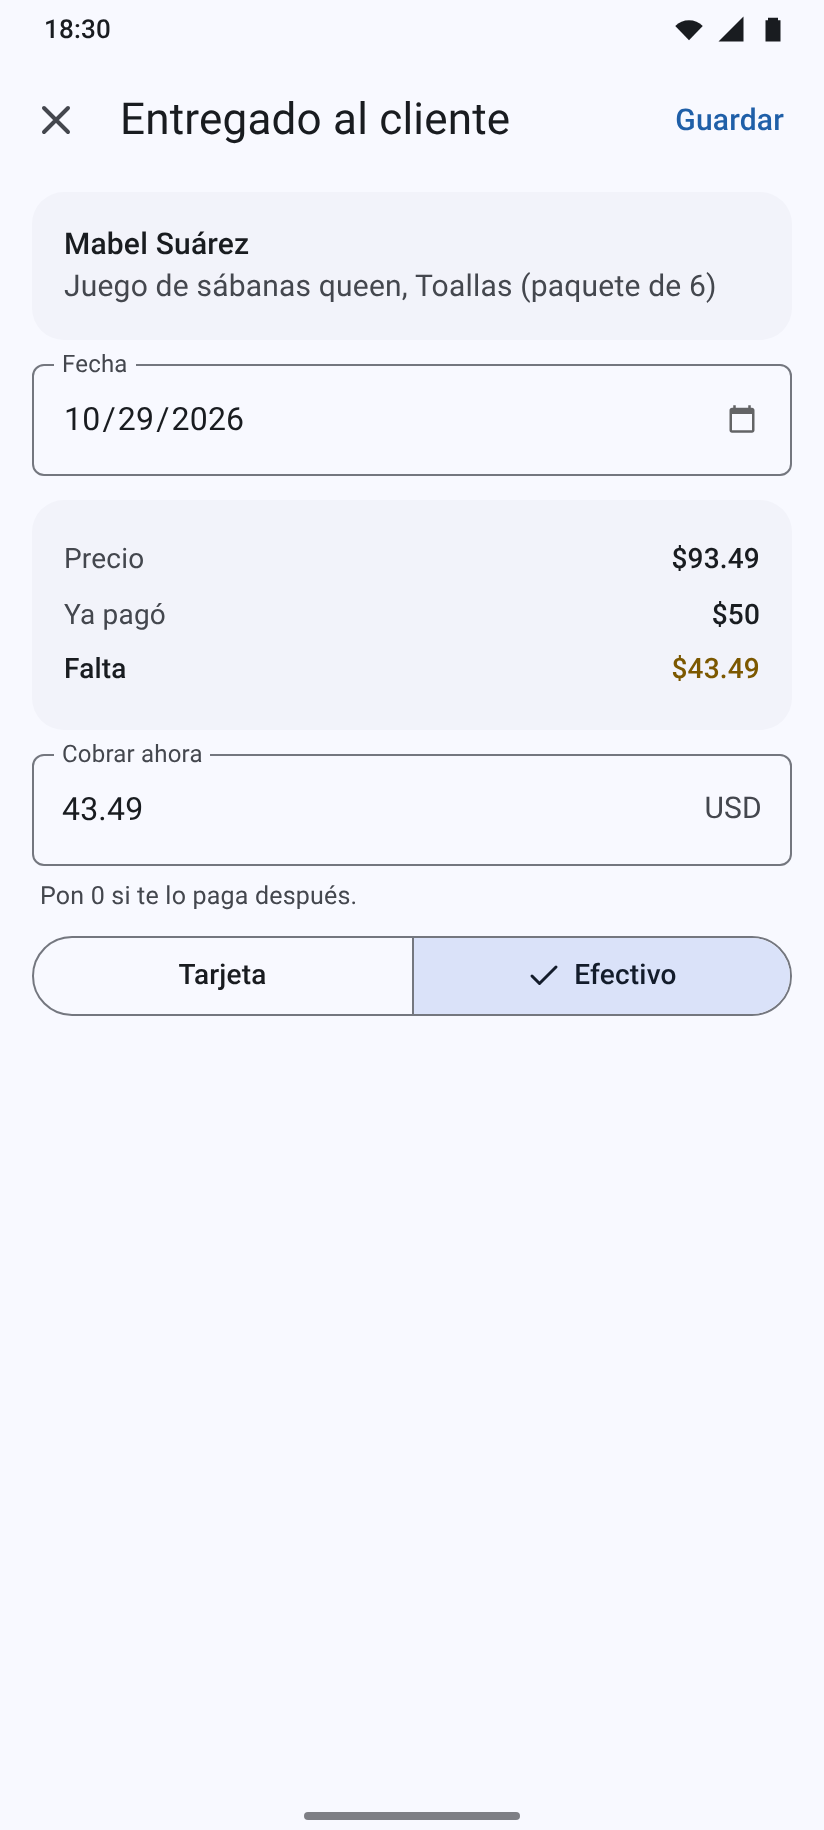 18:30
Entregado al cliente
Guardar
Mabel Suárez
Juego de sábanas queen, Toallas (paquete de 6)
Fecha
10/29/2026
Precio $93.49
Ya pagó $50
Falta $43.49
Cobrar ahora
43.49 USD
Pon 0 si te lo paga después.
Tarjeta
Efectivo